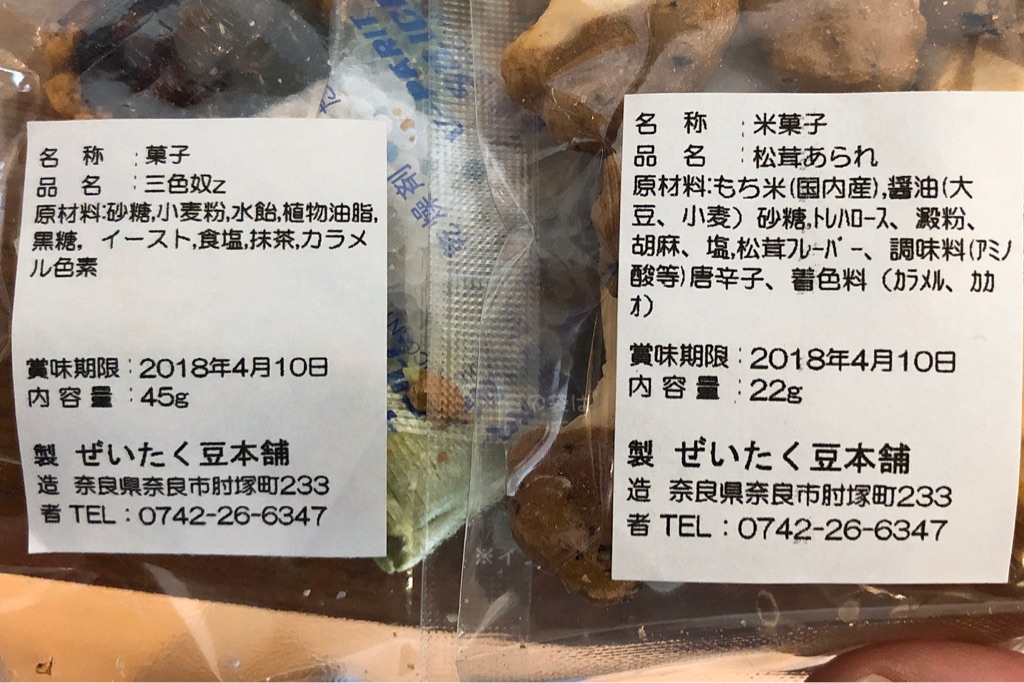 名 称 : 菓子
品 名 : 三色奴z
原材料:砂糖,小麦粉,水飴,植物油脂,
黒糖, イースト,食塩,抹茶,カラメ
ル色素
賞味期限 : 2018年4月10日
内 容 量 : 45g
製 ぜいたく豆本舗
造 奈良県奈良市肘塚町233
者 TEL : 0742-26-6347
名 称 : 米菓子
品 名 : 松茸あられ
原材料:もち米(国内産),醤油(大
豆、小麦) 砂糖,トレハロース、 澱粉、
胡麻、塩,松茸フレーバー、 調味料(アミノ
酸等)唐辛子、 着色料 (カラメル、カカ
オ)
賞味期限 : 2018年4月10日
内 容 量 : 22g
製 ぜいたく豆本舗
造 奈良県奈良市肘塚町233
者 TEL : 0742-26-6347